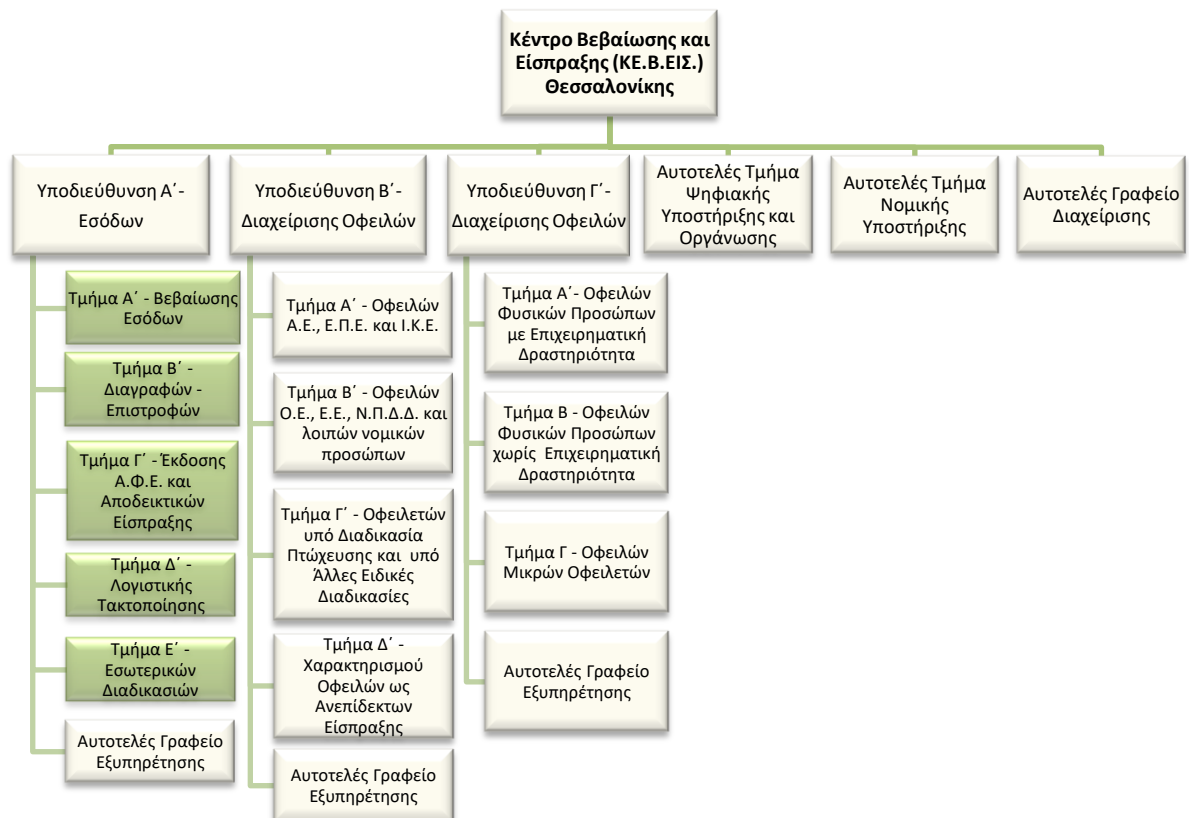 Κέντρο Βεβαίωσης και
Είσπραξης (ΚΕ.Β.ΕΙΣ.)
Θεσσαλονίκης
Υποδιεύθυνση Α΄-
Εσόδων
Τμήμα Α΄ - Βεβαίωσης
Εσόδων
Τμήμα Β΄ -
Διαγραφών -
Επιστροφών
Τμήμα Γ΄ - Έκδοσης
Α.Φ.Ε. και
Αποδεικτικών
Είσπραξης
Τμήμα Δ΄ -
Λογιστικής
Τακτοποίησης
Τμήμα Ε΄ -
Εσωτερικών
Διαδικασιών
Αυτοτελές Γραφείο
Εξυπηρέτησης
Υποδιεύθυνση Β΄-
Διαχείρισης Οφειλών
Τμήμα Α΄ - Οφειλών
Α.Ε., Ε.Π.Ε. και Ι.Κ.Ε.
Τμήμα Β΄ - Οφειλών
Ο.Ε., Ε.Ε., Ν.Π.Δ.Δ. και
λοιπών νομικών
προσώπων
Τμήμα Γ΄ - Οφειλετών
υπό Διαδικασία
Πτώχευσης και υπό
Άλλες Ειδικές
Διαδικασίες
Τμήμα Δ΄ -
Χαρακτηρισμού
Οφειλών ως
Ανεπίδεκτων
Είσπραξης
Αυτοτελές Γραφείο
Εξυπηρέτησης
Υποδιεύθυνση Γ΄-
Διαχείρισης Οφειλών
Τμήμα Α΄- Οφειλών
Φυσικών Προσώπων
με Επιχειρηματική
Δραστηριότητα
Τμήμα Β - Οφειλών
Φυσικών Προσώπων
χωρίς Επιχειρηματική
Δραστηριότητα
Τμήμα Γ - Οφειλών
Μικρών Οφειλετών
Αυτοτελές Γραφείο
Εξυπηρέτησης
Αυτοτελές Τμήμα
Ψηφιακής
Υποστήριξης και
Οργάνωσης
Αυτοτελές Τμήμα
Νομικής
Υποστήριξης
Αυτοτελές Γραφείο
Διαχείρισης